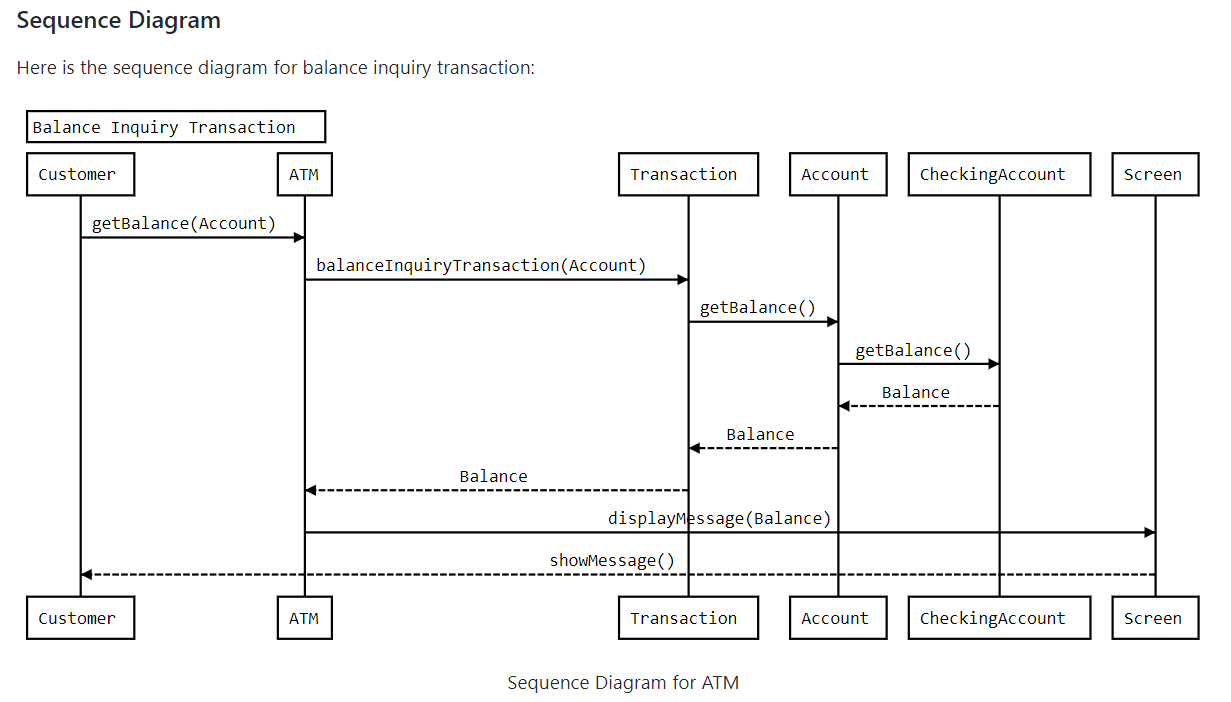 Sequence Diagram
Here is the sequence diagram for balance inquiry transaction:
Balance Inquiry Transaction
Customer ATM Transaction Account CheckingAccount Screen
getBalance(Account)
balanceInquiryTransaction(Account)
getBalance()
getBalance()
Balance
Balance
Balance
displayMessage(Balance)
showMessage()
Customer ATM Transaction Account CheckingAccount Screen
Sequence Diagram for ATM